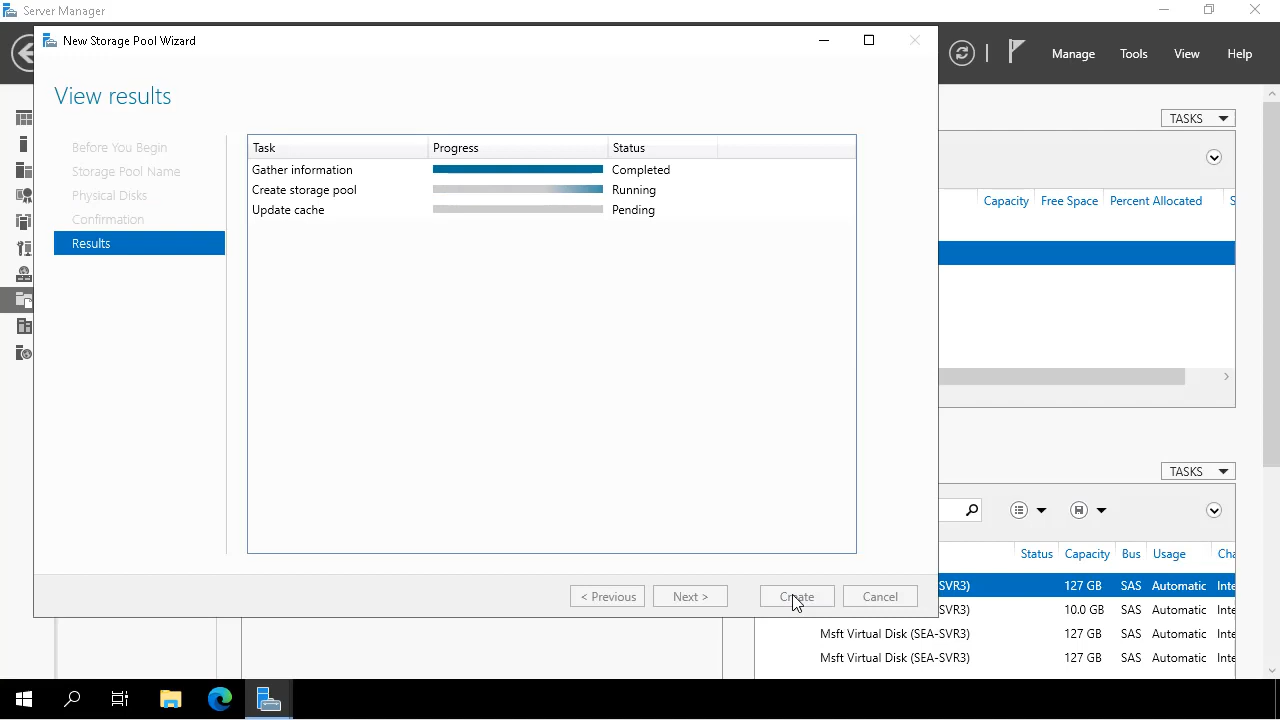 Server Manager
New Storage Pool Wizard
Manage Tools View Help
View results
Before You Begin
Storage Pool Name
Physical Disks
Confirmation
Results
Task Progress Status
Gather information Completed
Create storage pool Running
Update cache Pending
< Previous Next > Create Cancel
TASKS
Capacity Free Space Percent Allocated S
TASKS
Status Capacity Bus Usage Cha
SVR3) 127 GB SAS Automatic Inte
SVR3) 10.0 GB SAS Automatic Inte
Msft Virtual Disk (SEA-SVR3) 127 GB SAS Automatic Inte
Msft Virtual Disk (SEA-SVR3) 127 GB SAS Automatic Inte